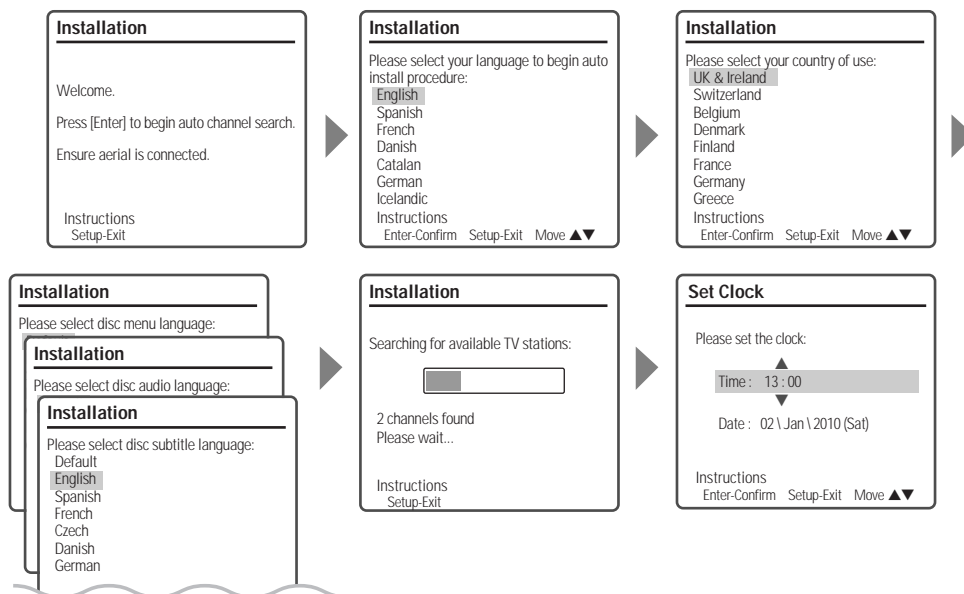 Installation
Welcome.
Press [Enter] to begin auto channel search.
Ensure aerial is connected.
Instructions
Setup-Exit
Installation
Please select your language to begin auto
install procedure:
English
Spanish
French
Danish
Catalan
German
Icelandic
Instructions
Enter-Confirm Setup-Exit Move ▲▼
Installation
Please select your country of use:
UK & Ireland
Switzerland
Belgium
Denmark
Finland
France
Germany
Greece
Instructions
Enter-Confirm Setup-Exit Move ▲▼
Installation
Please select disc menu language:
Installation
Please select disc audio language:
Installation
Please select disc subtitle language:
Default
English
Spanish
French
Czech
Danish
German
Installation
Searching for available TV stations:
2 channels found
Please wait...
Instructions
Setup-Exit
Set Clock
Please set the clock:
Time : 13 : 00
Date : 02 \ Jan \ 2010 (Sat)
Instructions
Enter-Confirm Setup-Exit Move ▲▼